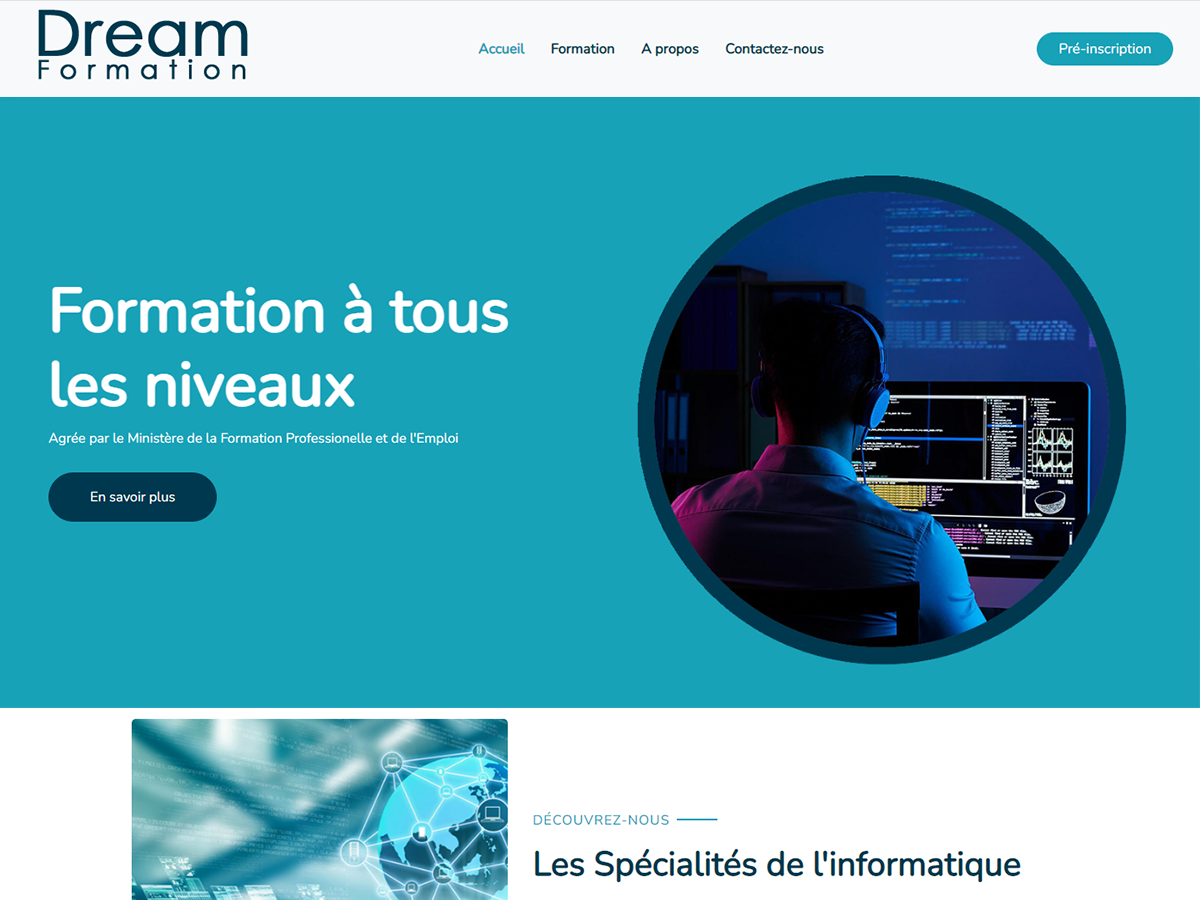 Dream
Formation
Accueil
Formation
A propos
Contactez-nous
Pré-inscription
Formation à tous
les niveaux
Agrée par le Ministère de la Formation Professionelle et de l'Emploi
En savoir plus
DÉCOUVREZ-NOUS
Les Spécialités de l'informatique